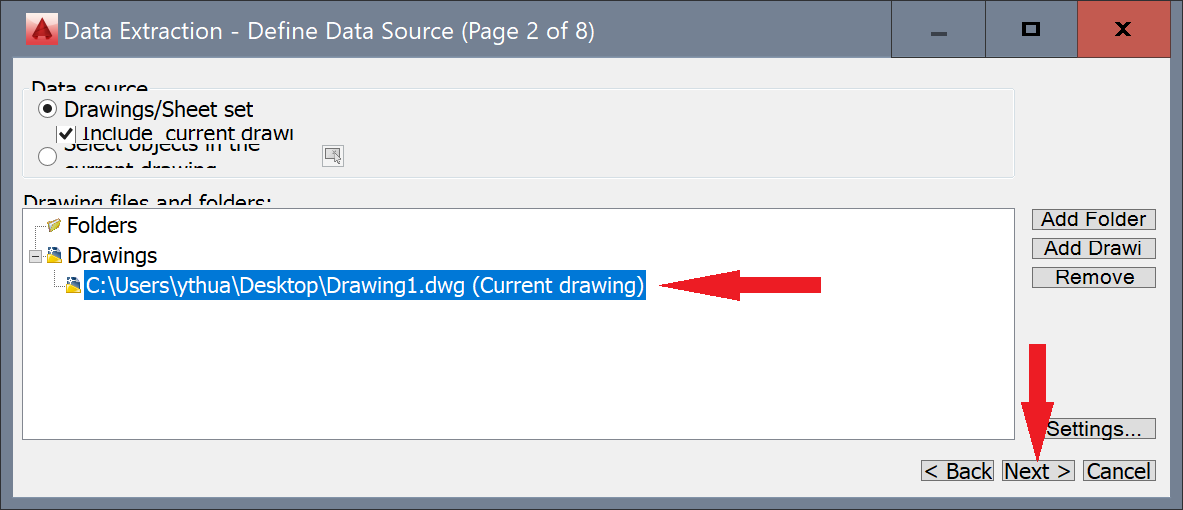 Data Extraction - Define Data Source (Page 2 of 8)
Data source
Drawings/Sheet set
Include current drawi
Select objects in the
current drawing
Drawing files and folders:
Folders
Add Folder
Drawings
Add Drawi
C:\Users\ythua\Desktop\Drawing1.dwg (Current drawing)
Remove
Settings...
< Back Next > Cancel